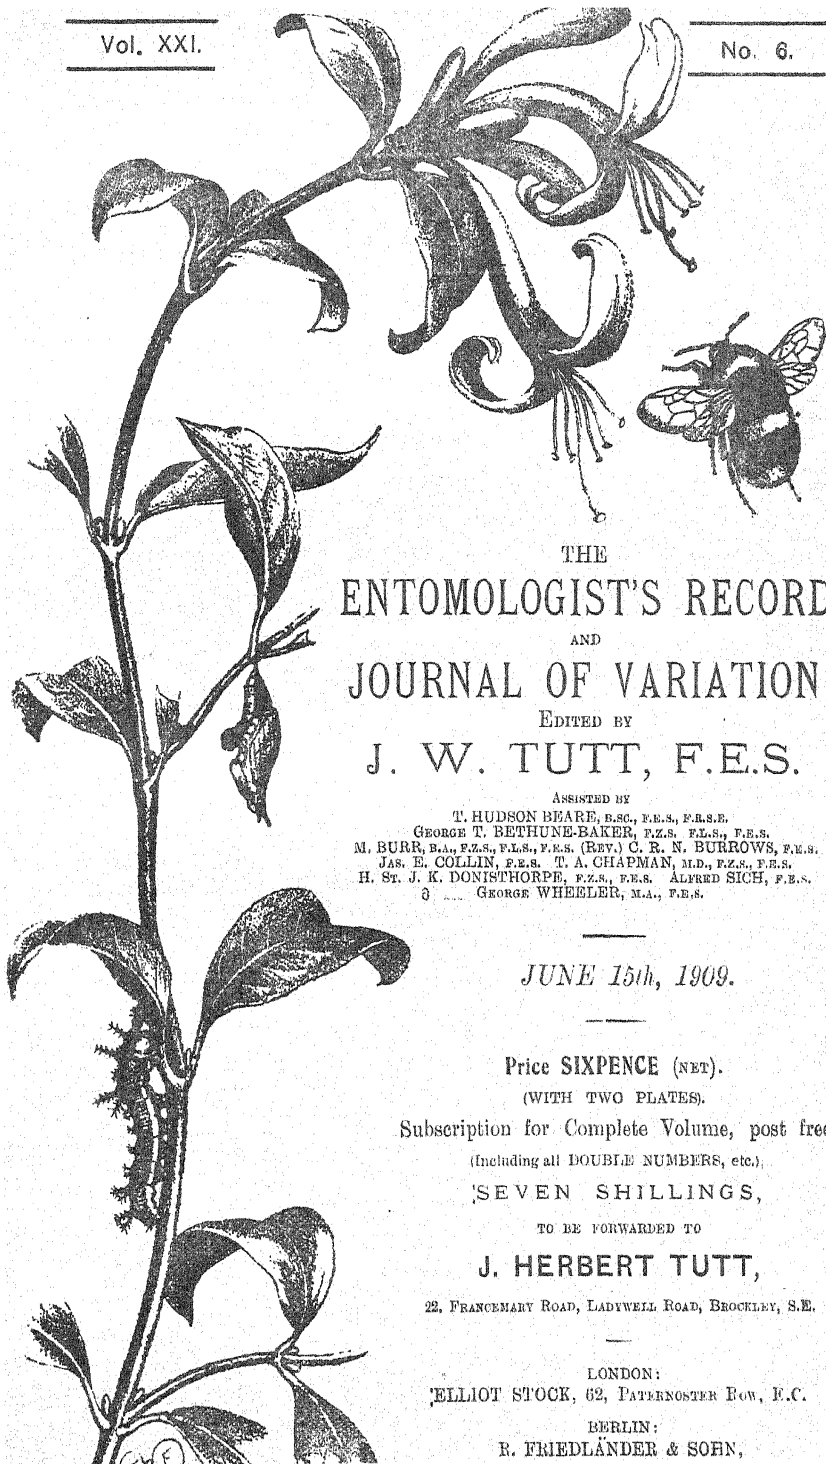 Vol. XXI.
No. 6.
THE
ENTOMOLOGIST'S RECORD
AND
JOURNAL OF VARIATION
EDITED BY
J. W. TUTT, F.E.S.
ASSISTED BY
T. HUDSON BEARE, B.SC., F.E.S., F.R.S.E.
GEORGE T. BETHUNE-BAKER, F.Z.S. F.L.S., F.E.S.
M. BURR, B.A., F.Z.S., F.L.S., F.E.S. (REV.) C. R. N. BURROWS, F.E.S.
JAS. E. COLLIN, F.E.S. T. A. CHAPMAN, M.D., F.Z.S., F.E.S.
H. ST. J. K. DONISTHORPE, F.Z.S., F.E.S. ALFRED SICH, F.E.S.
GEORGE WHEELER, M.A., F.E.S.
JUNE 15th, 1909.
Price SIXPENCE (NET).
(WITH TWO PLATES).
Subscription for Complete Volume, post free
(Including all DOUBLE NUMBERS, etc.),
SEVEN SHILLINGS,
TO BE FORWARDED TO
J. HERBERT TUTT,
22, FRANCEMARY ROAD, LADYWELL ROAD, BROCKLEY, S.E.
LONDON:
ELLIOT STOCK, 62, PATERNOSTER ROW, E.C.
BERLIN:
R. FRIEDLÄNDER & SOHN,